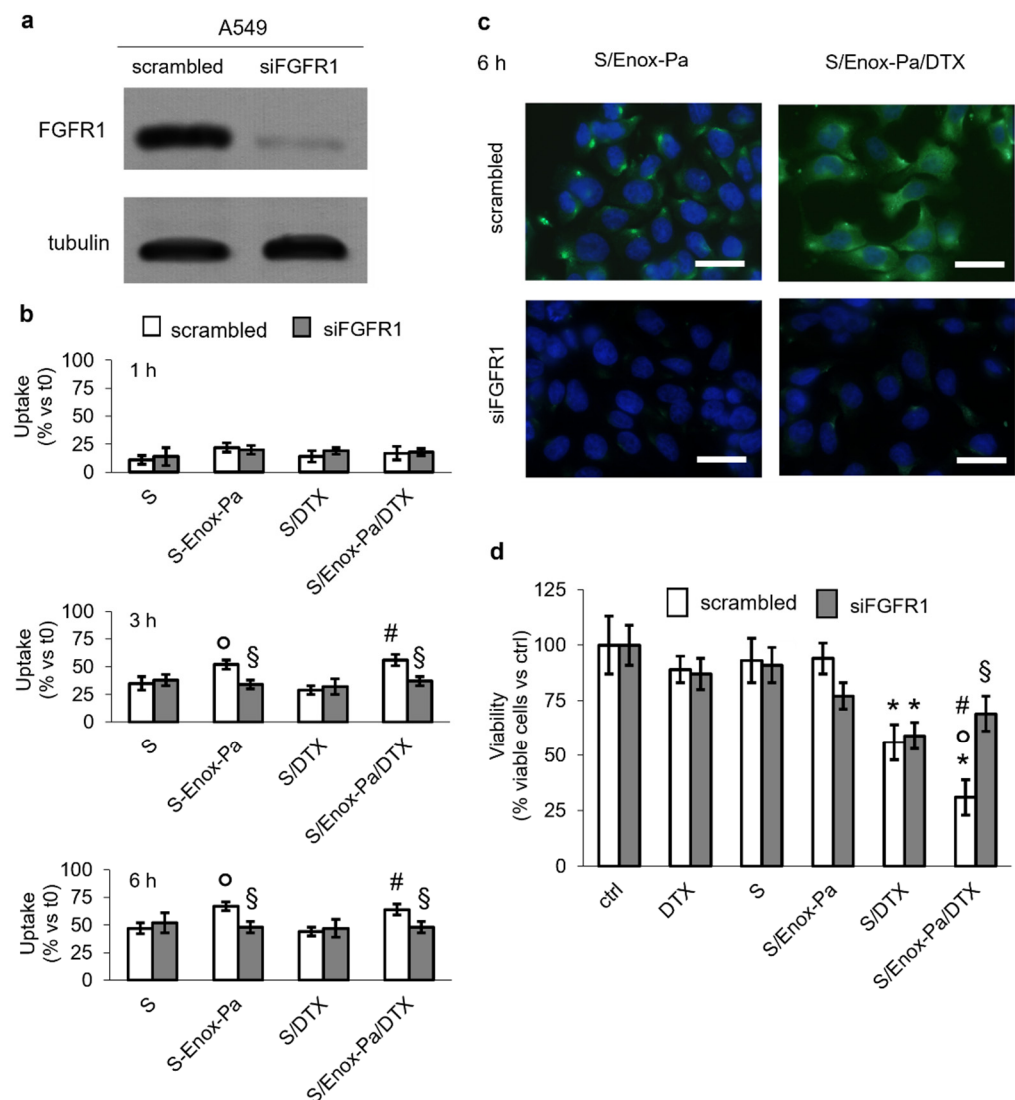 a
A549
scrambled siFGFR1
FGFR1
tubulin
b
scrambled siFGFR1
100
75
50
25
0
Uptake
(% vs t0)
1 h
S
S-Enox-Pa
S/DTX
S/Enox-Pa/DTX
100
75
50
25
0
Uptake
(% vs t0)
3 h
o
§
#
§
S
S-Enox-Pa
S/DTX
S/Enox-Pa/DTX
100
75
50
25
0
Uptake
(% vs t0)
6 h
o
§
#
§
S
S-Enox-Pa
S/DTX
S/Enox-Pa/DTX
c
6 h
S/Enox-Pa S/Enox-Pa/DTX
scrambled
siFGFR1
d
125
100
75
50
25
0
Viability
(% viable cells vs ctrl)
scrambled siFGFR1
* *
#
o
*
§
ctrl
DTX
S
S/Enox-Pa
S/DTX
S/Enox-Pa/DTX